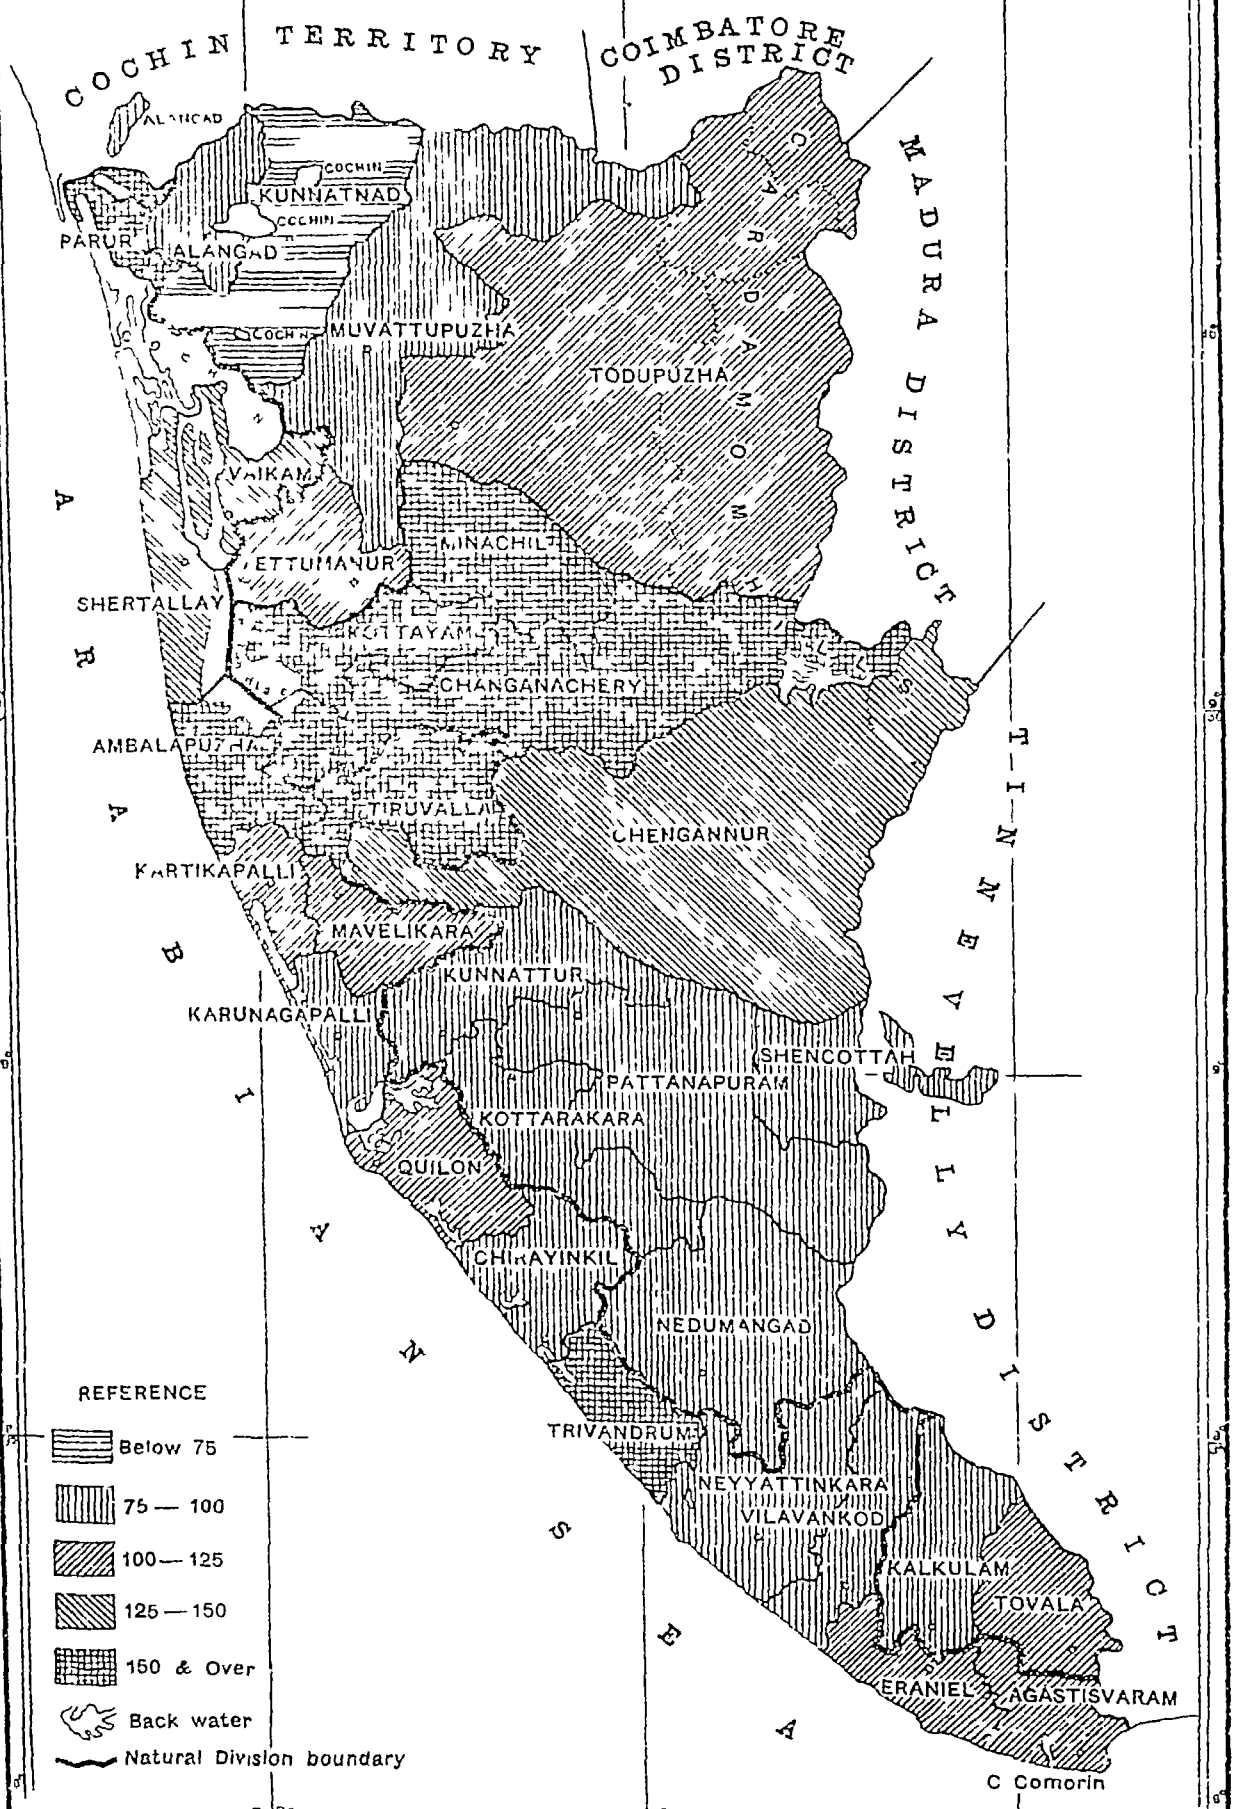 COCHIN TERRITORY
COIMBATORE
DISTRICT
MADURA DISTRICT
ALANGAD
COCHIN
KUNNATNAD
COCHIN
PARUR
ALANGAD
CARDAMOM HILLS
COCHIN
MUVATTUPUZHA
TODUPUZHA
COCHIN
VAIKAM
MINACHIL
ETTUMANUR
SHERTALLAY
KOTTAYAM
CHANGANACHERY
AMBALAPUZHA
TIRUVALLA
CHENGANNUR
KARTIKAPALLI
MAVELIKARA
KUNNATTUR
KARUNAGAPALLI
SHENCOTTAH
PATTANAPURAM
KOTTARAKARA
QUILON
CHIRAYINKIL
NEDUMANGAD
TRIVANDRUM
NEYYATTINKARA
VILAVANKOD
KALKULAM
TOVALA
ERANIEL
AGASTISVARAM
C Comorin
ARABIAN SEA
TINNEVELLY DISTRICT
REFERENCE
Below 75
75 — 100
100 — 125
125 — 150
150 & Over
Back water
Natural Division boundary